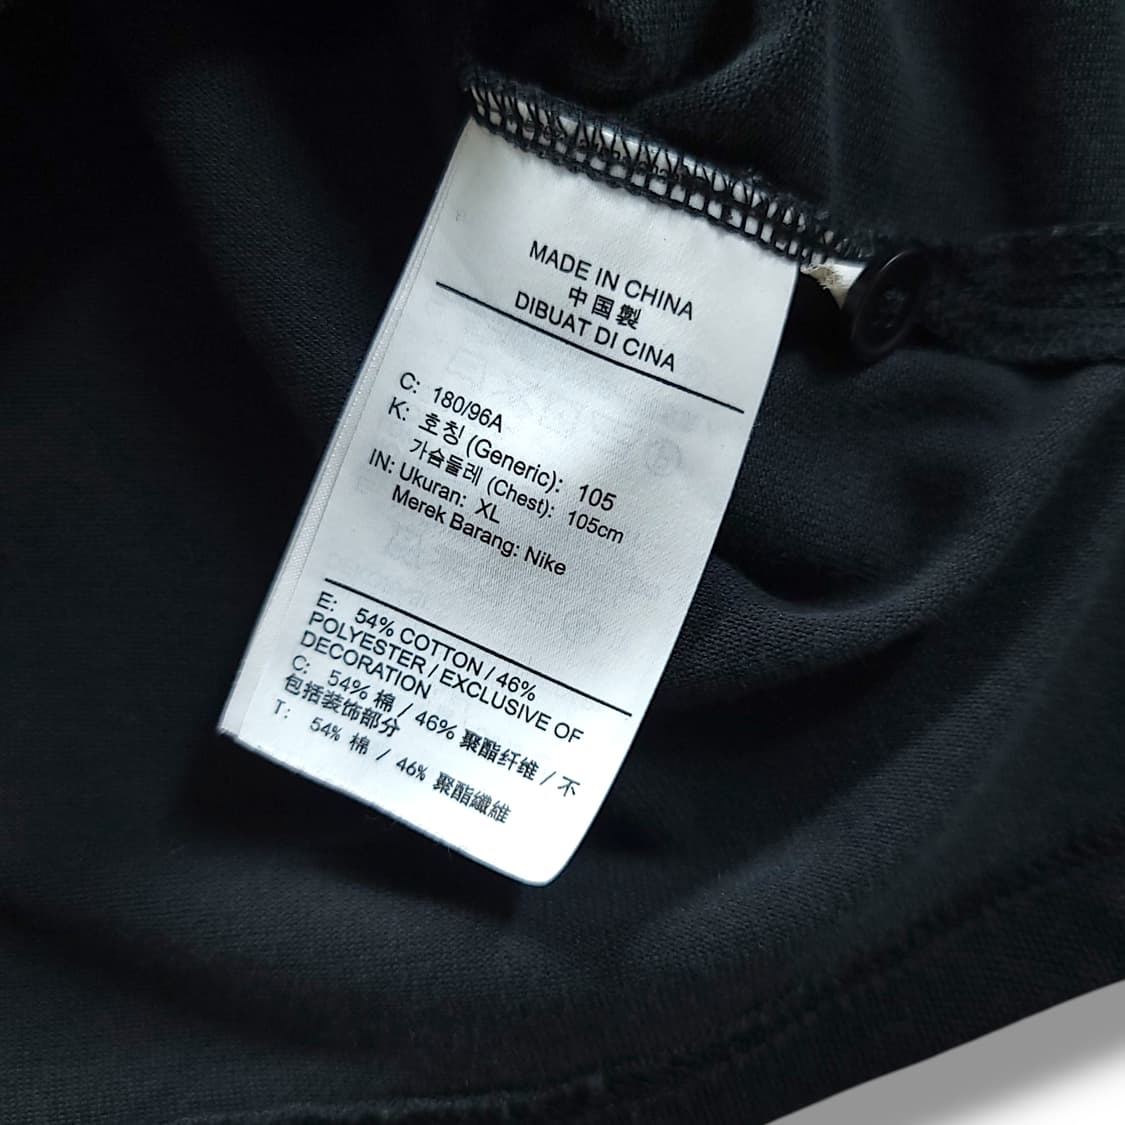 MADE IN CHINA
中国製
DIBUAT DI CINA
C: 180/96A
K: 호칭 (Generic): 105
가슴둘레 (Chest): 105cm
IN: Ukuran: XL
Merek Barang: Nike
E: 54% COTTON / 46%
POLYESTER / EXCLUSIVE OF
DECORATION
C: 54% 棉 / 46% 聚酯纤维 / 不
包括装饰部分
T: 54% 棉 / 46% 聚酯纖維